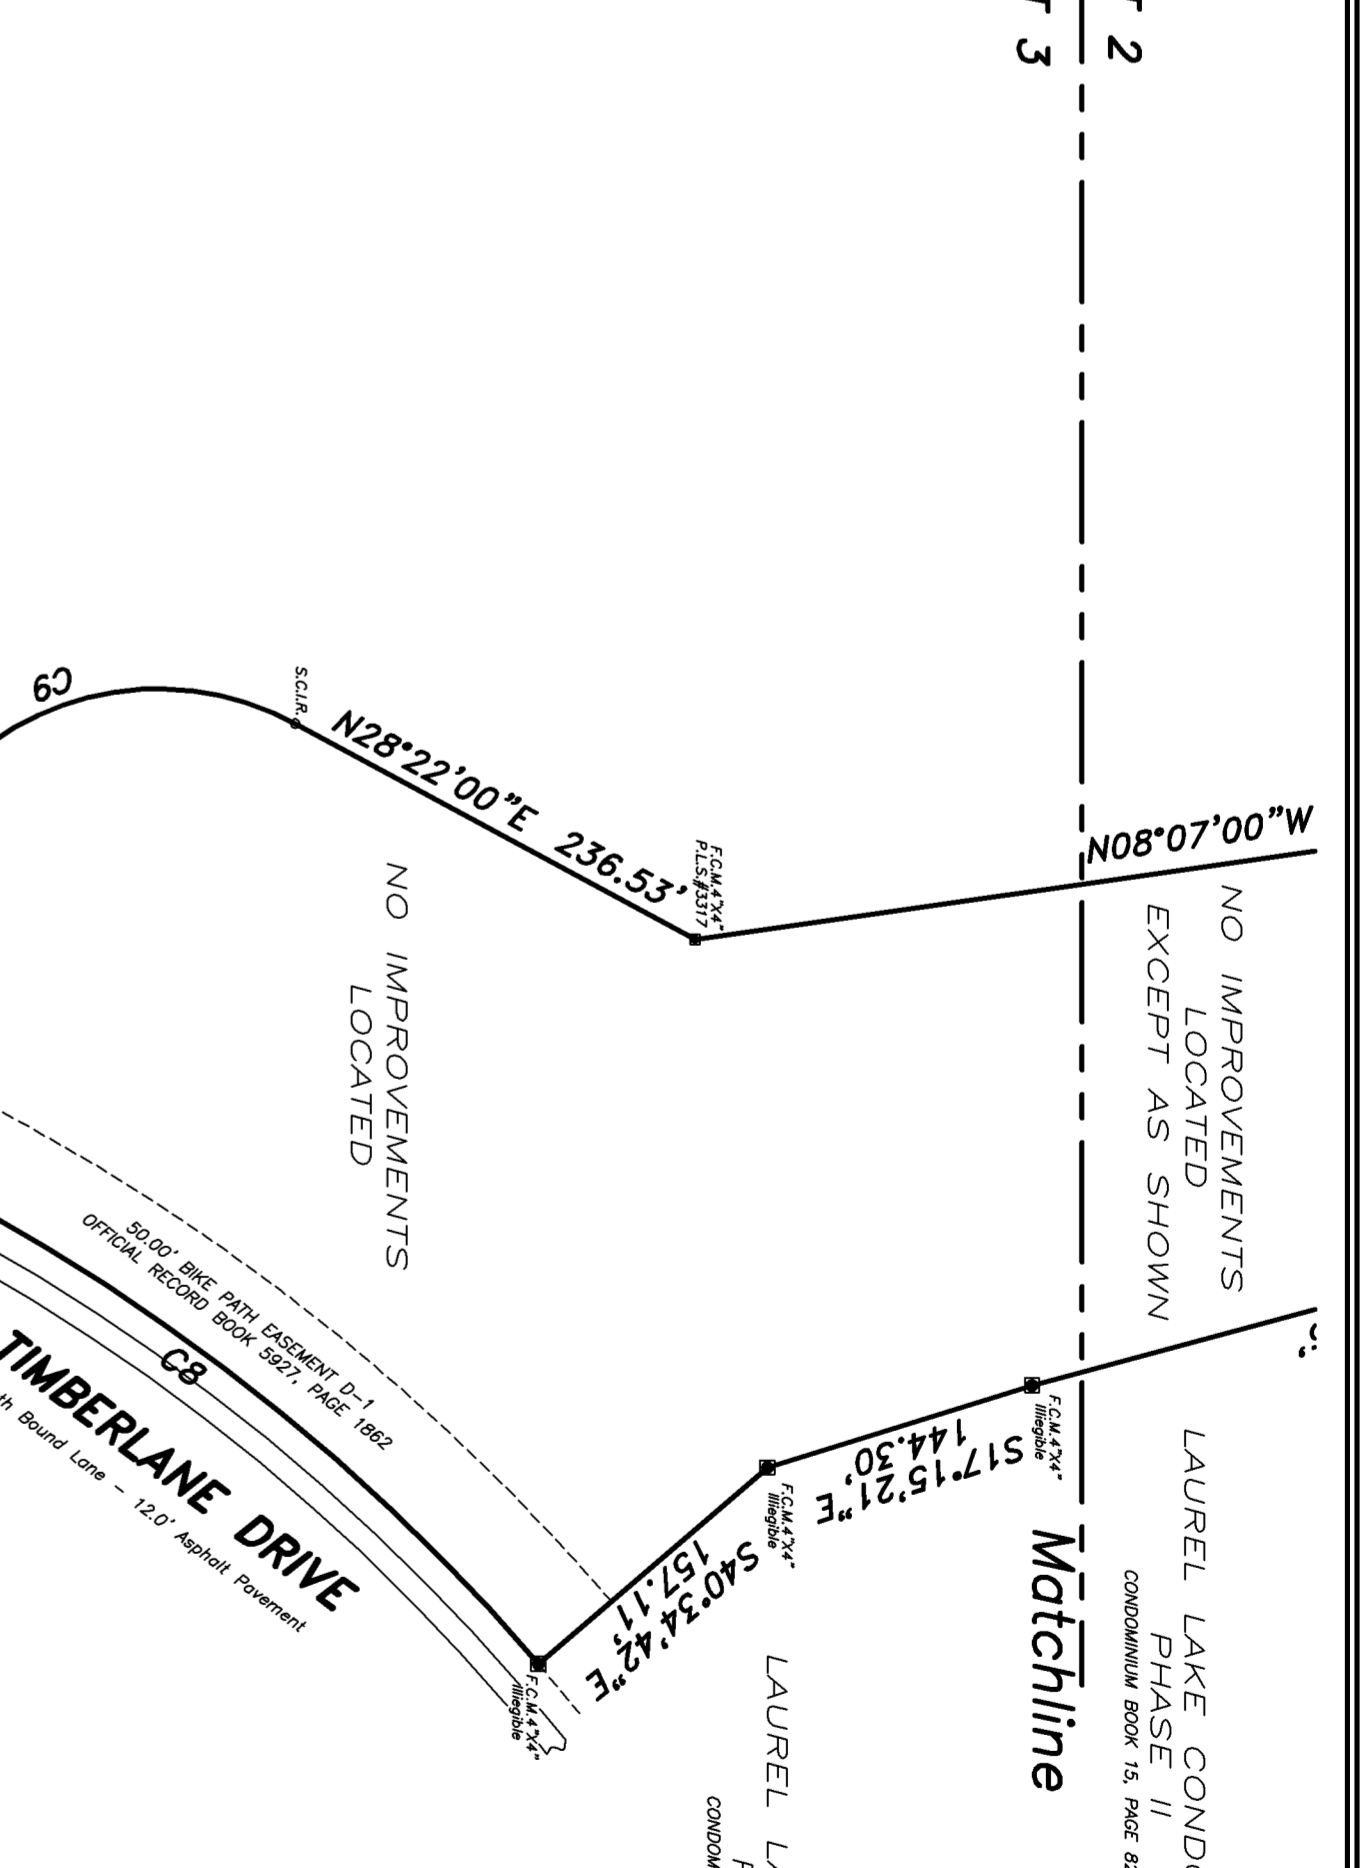 2
3
C9
S.C.I.R.
N28°22'00"E 236.53'
F.C.M.4"X4"
P.L.S.#3317
N08°07'00"W
NO IMPROVEMENTS
LOCATED
EXCEPT AS SHOWN
NO IMPROVEMENTS
LOCATED
50.00' BIKE PATH EASEMENT D-1
OFFICIAL RECORD BOOK 5927, PAGE 1862
C8
TIMBERLANE DRIVE
Bound Lane - 12.0' Asphalt Pavement
F.C.M.4"X4"
Illiegible
S17°15'21"E
144.30'
F.C.M.4"X4"
Illiegible
S40°34'42"E
157.11'
F.C.M.4"X4"
Illiegible
Matchline
LAUREL LAKE
PHASE II
CONDOMINIUM BOOK 15, PAGE
LAUREL